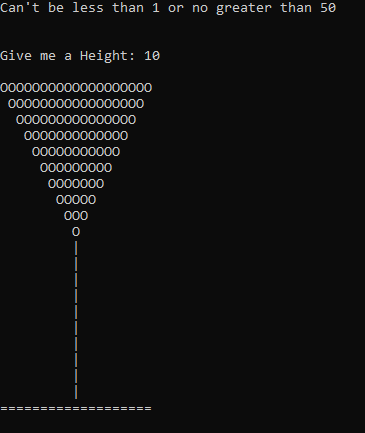 Can't be less than 1 or no greater than 50
Give me a Height: 10
OOOOOOOOOOOOOOOOOOO
 OOOOOOOOOOOOOOOOO
  OOOOOOOOOOOOOOO
   OOOOOOOOOOOOO
    OOOOOOOOOOO
     OOOOOOOOO
      OOOOOOO
       OOOOO
        OOO
         O
         |
         |
         |
         |
         |
         |
         |
         |
         |
         |
===================